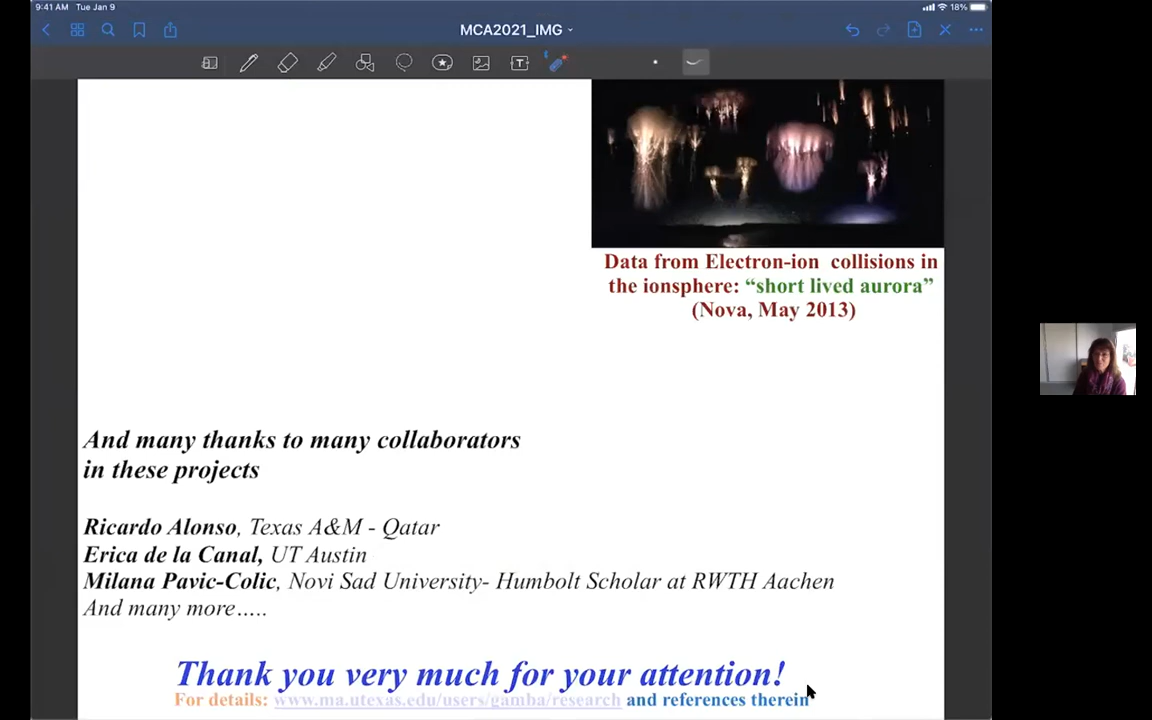 9:41 AM Tue Jan 9
18%
MCA2021_IMG
Data from Electron-ion collisions in
the ionsphere: “short lived aurora”
(Nova, May 2013)
And many thanks to many collaborators
in these projects
Ricardo Alonso, Texas A&M - Qatar
Erica de la Canal, UT Austin
Milana Pavic-Colic, Novi Sad University- Humbolt Scholar at RWTH Aachen
And many more…..
Thank you very much for your attention!
For details: www.ma.utexas.edu/users/gamba/research and references therein